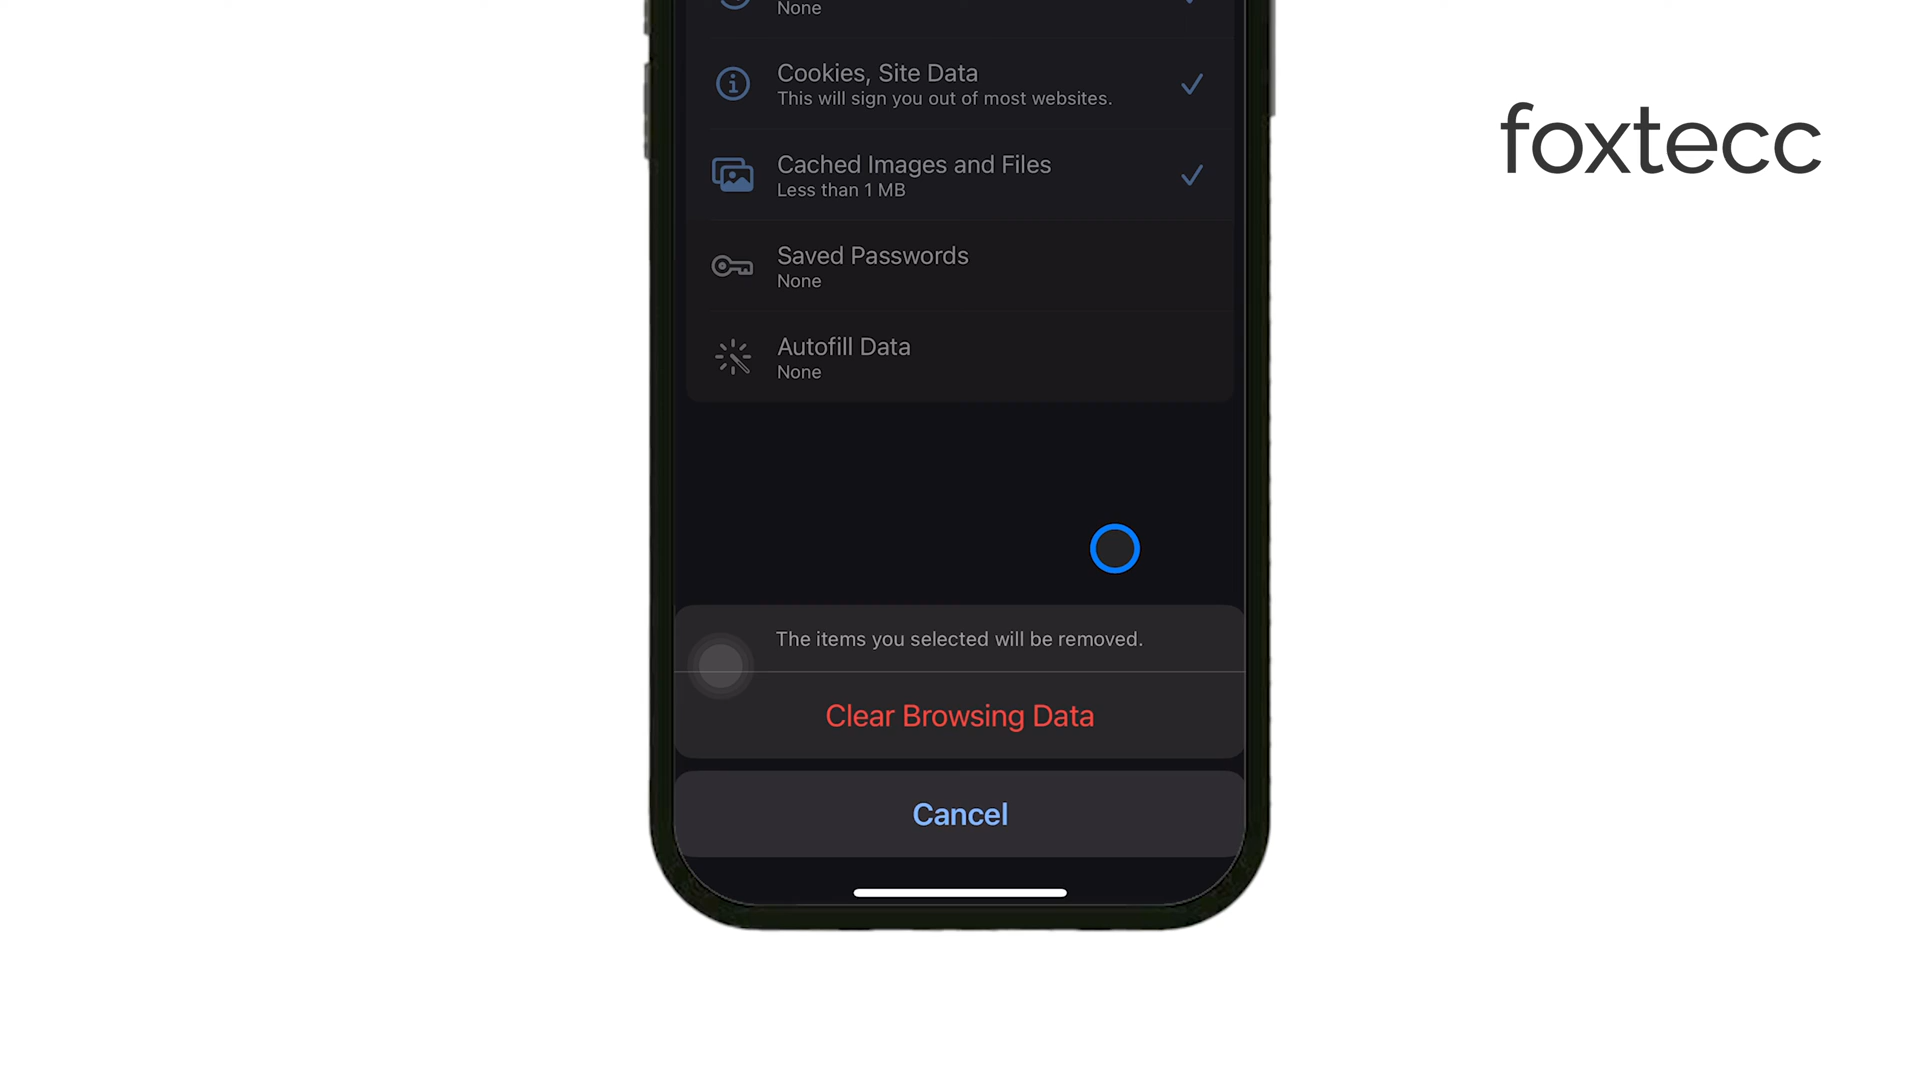 None
Cookies, Site Data
This will sign you out of most websites.
Cached Images and Files
Less than 1 MB
Saved Passwords
None
Autofill Data
None
The items you selected will be removed.
Clear Browsing Data
Cancel
foxtecc